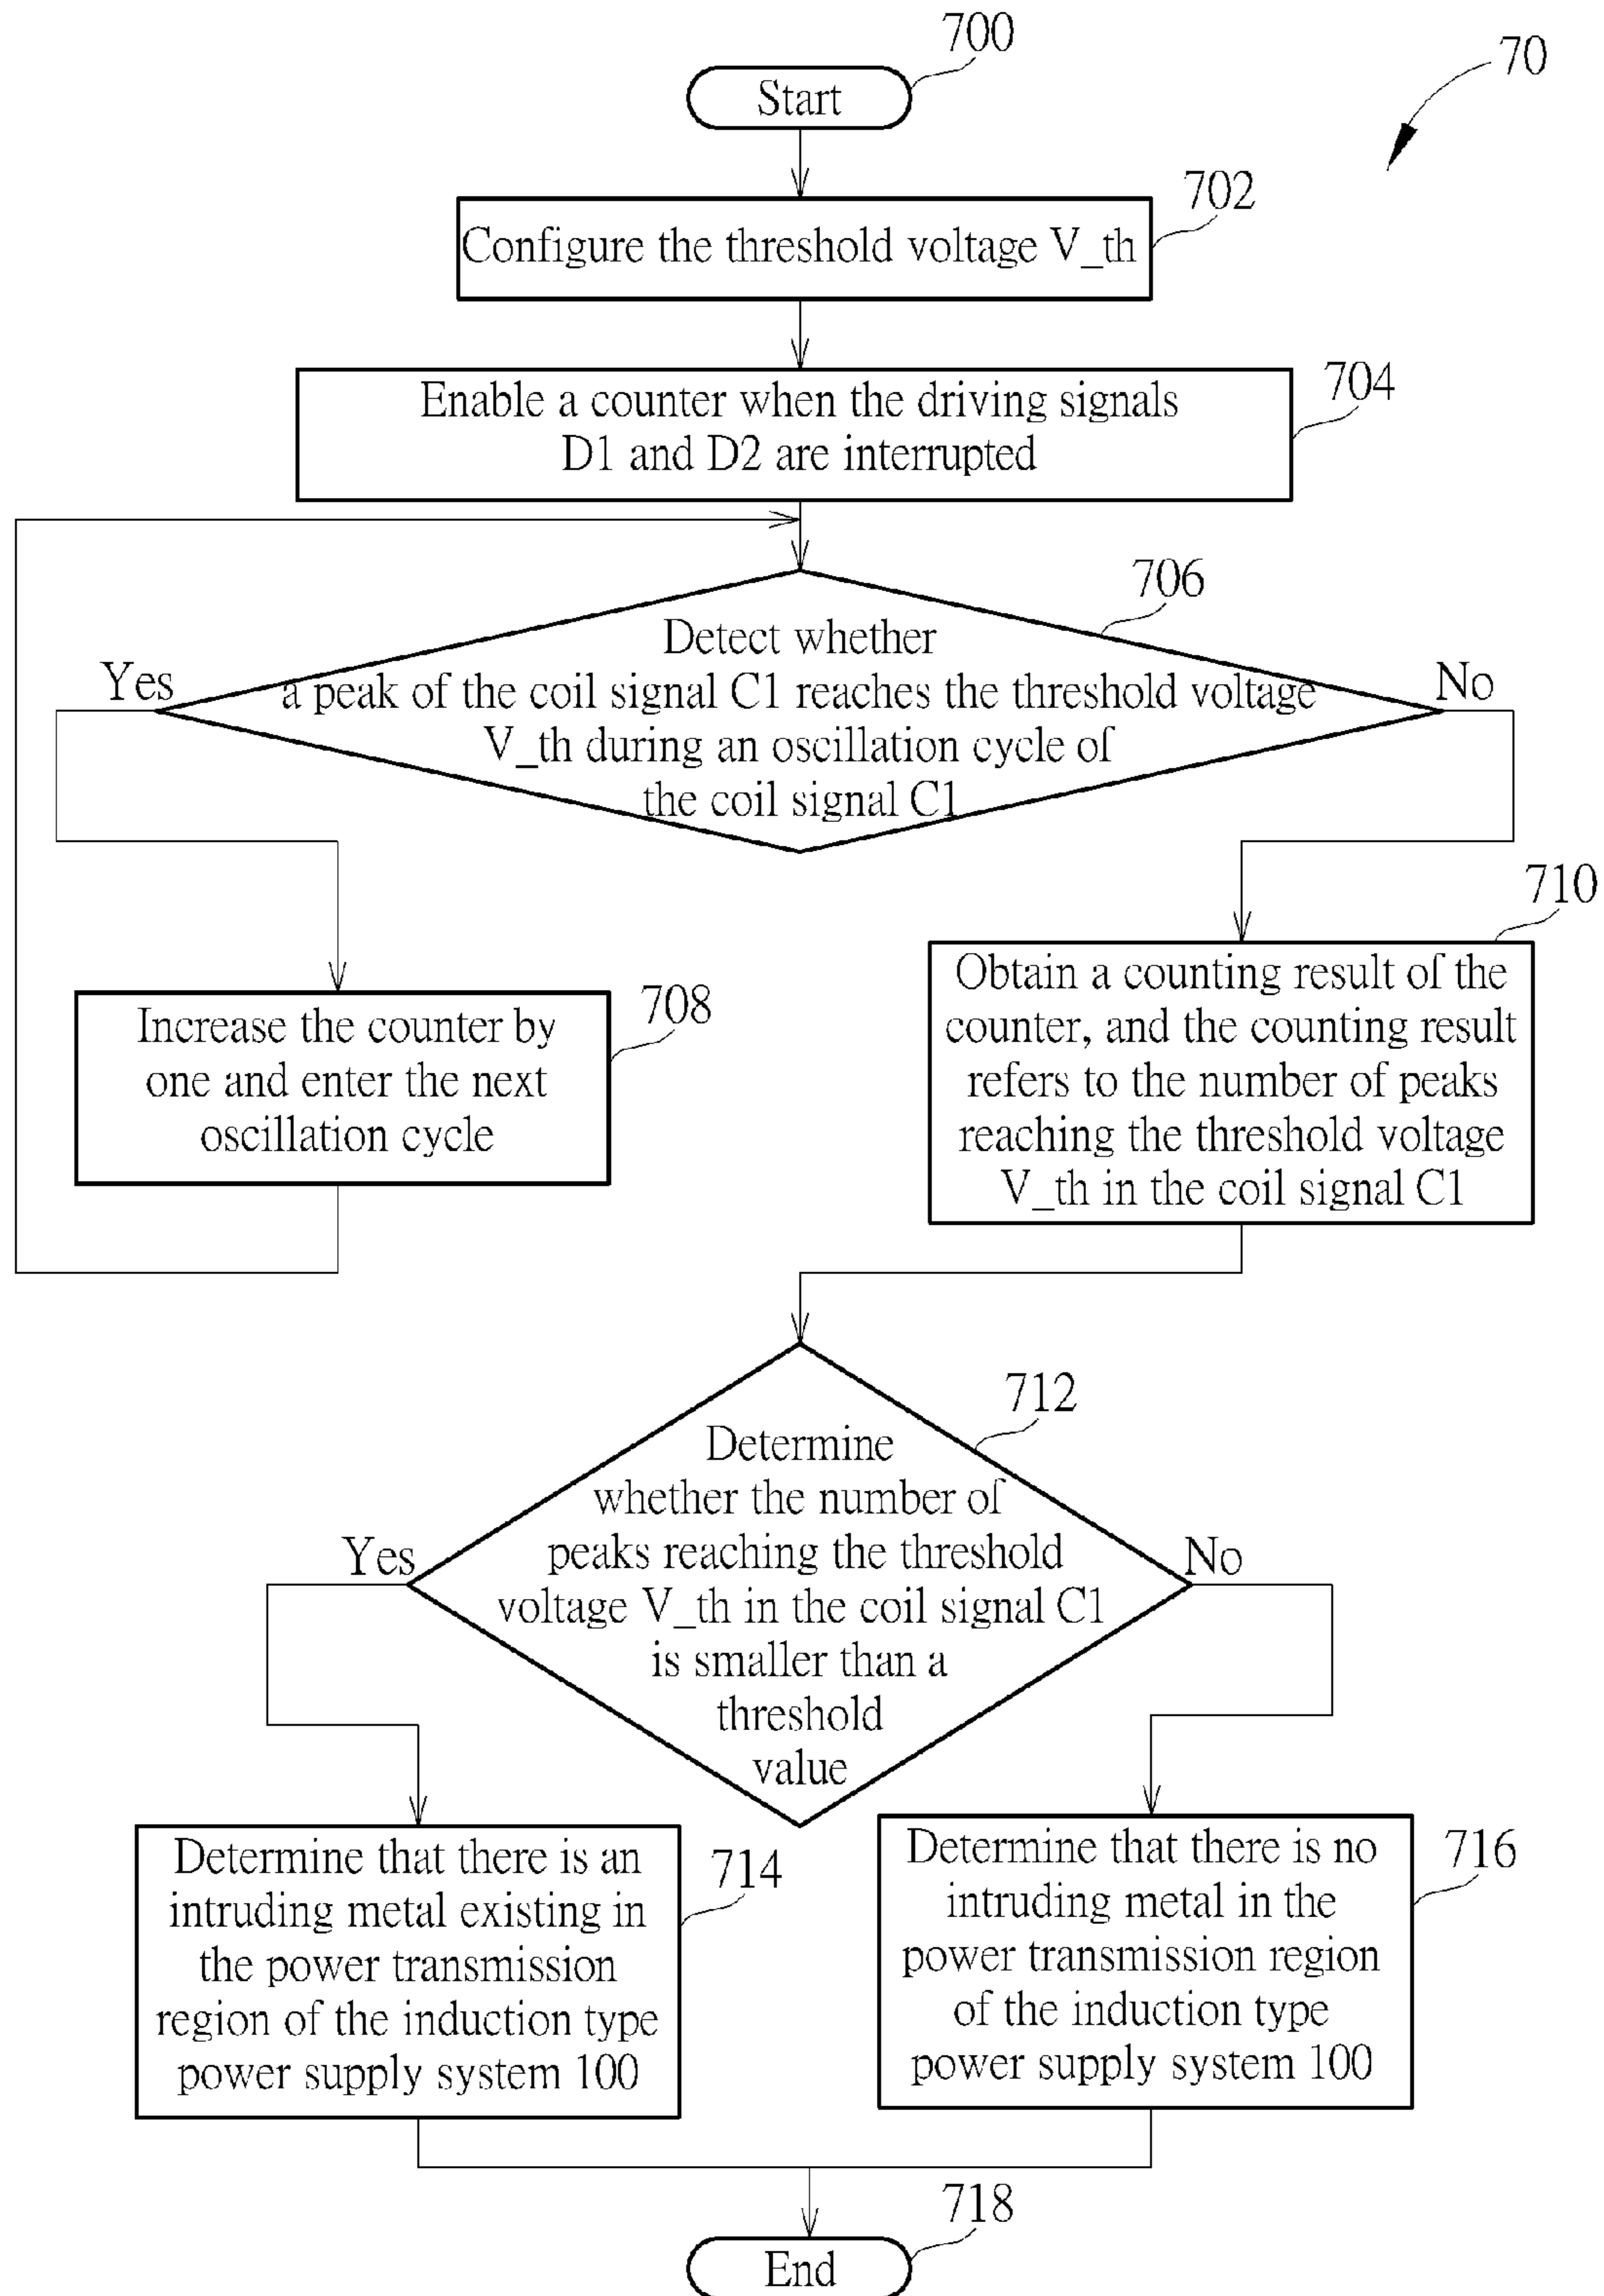 700
70
Start
702
Configure the threshold voltage V_th
704
Enable a counter when the driving signals
D1 and D2 are interrupted
706
Detect whether
a peak of the coil signal C1 reaches the threshold voltage
V_th during an oscillation cycle of
the coil signal C1
Yes
No
708
Increase the counter by
one and enter the next
oscillation cycle
710
Obtain a counting result of the
counter, and the counting result
refers to the number of peaks
reaching the threshold voltage
V_th in the coil signal C1
712
Determine
whether the number of
peaks reaching the threshold
voltage V_th in the coil signal C1
is smaller than a
threshold
value
Yes
No
714
Determine that there is an
intruding metal existing in
the power transmission
region of the induction type
power supply system 100
716
Determine that there is no
intruding metal in the
power transmission region
of the induction type
power supply system 100
718
End